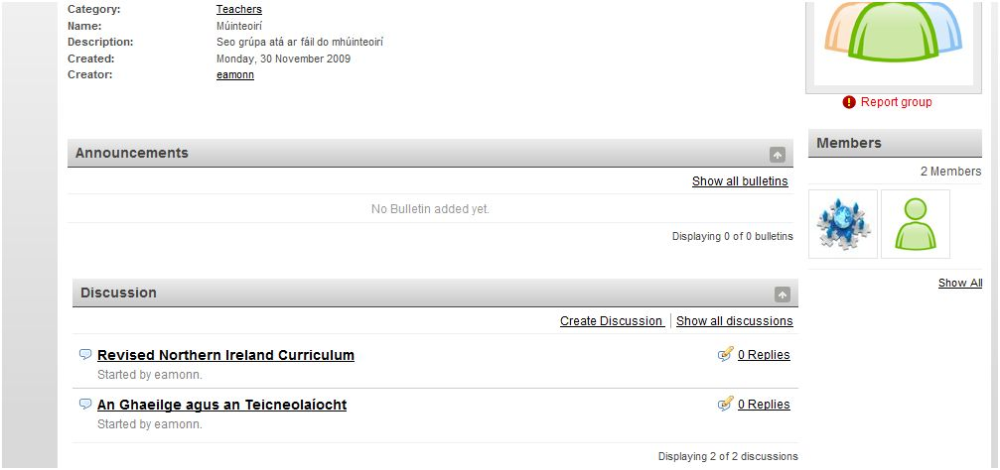 Category: Teachers
Name: Múinteoirí
Description: Seo grúpa atá ar fáil do mhúinteoirí
Created: Monday, 30 November 2009
Creator: eamonn
Report group
Announcements
Show all bulletins
No Bulletin added yet.
Displaying 0 of 0 bulletins
Members
2 Members
Show All
Discussion
Create Discussion | Show all discussions
Revised Northern Ireland Curriculum 0 Replies
Started by eamonn.
An Ghaeilge agus an Teicneolaíocht 0 Replies
Started by eamonn.
Displaying 2 of 2 discussions